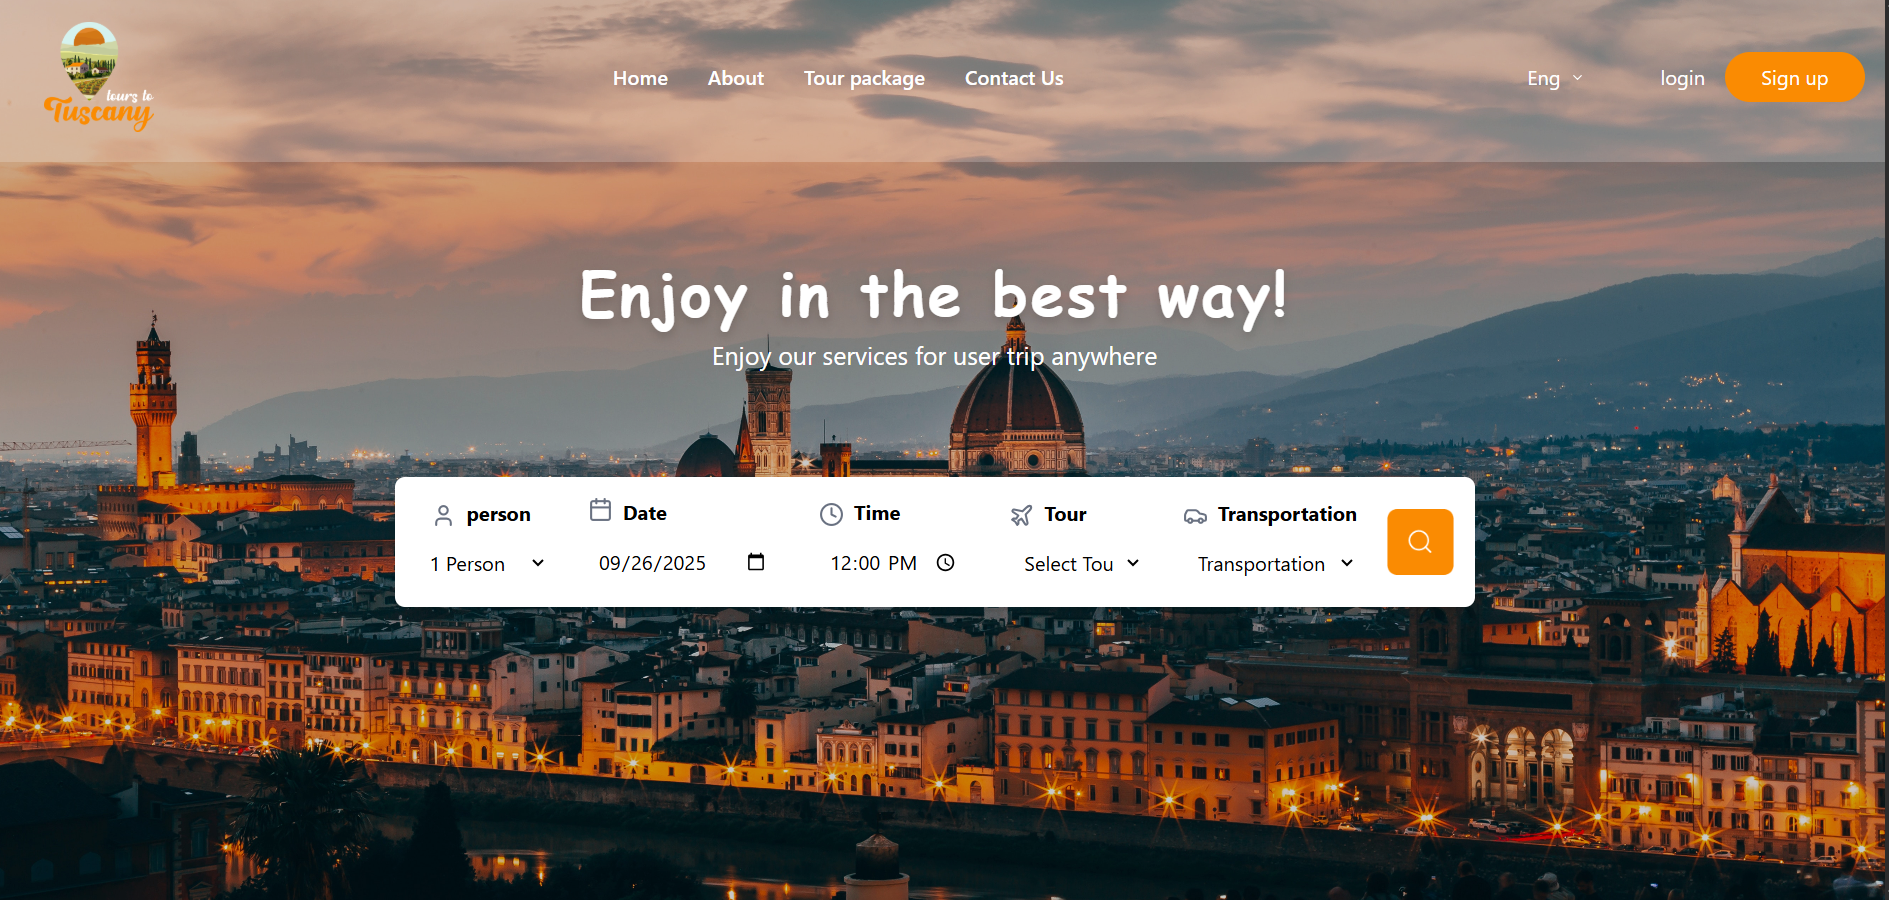 tours to
Tuscany
Home About Tour package Contact Us
Eng login Sign up
Enjoy in the best way!
Enjoy our services for user trip anywhere
person Date Time Tour Transportation
1 Person 09/26/2025 12:00 PM Select Tou Transportation